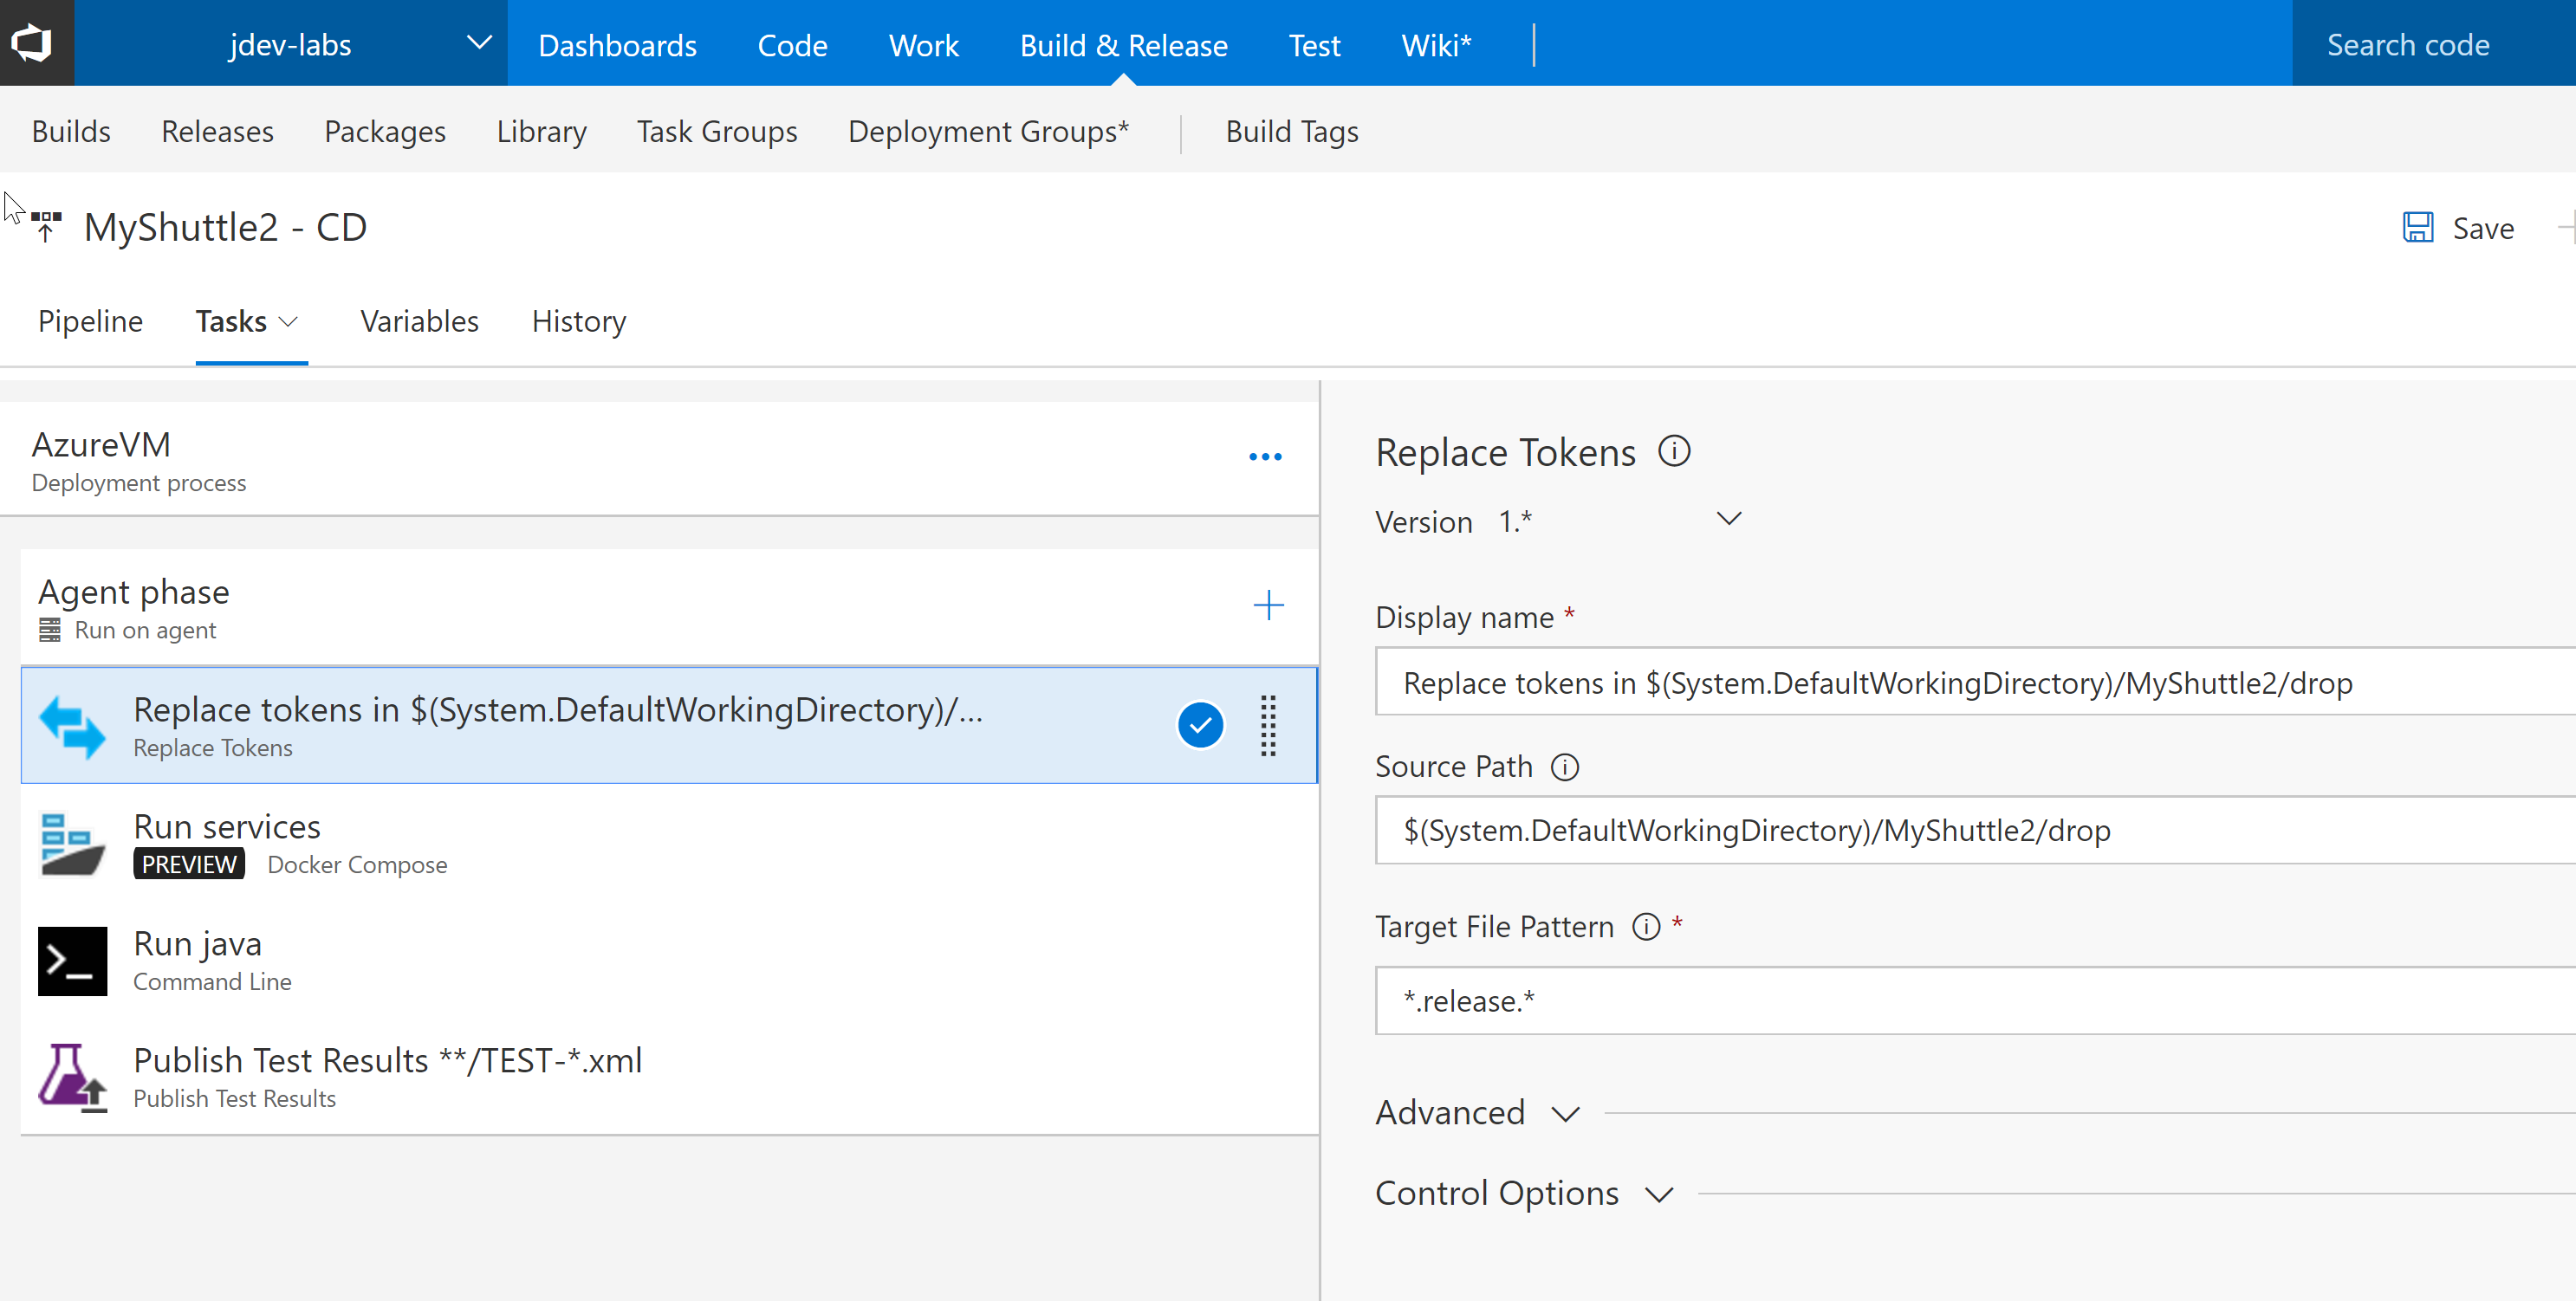 jdev-labs Dashboards Code Work Build & Release Test Wiki* Search code
Builds Releases Packages Library Task Groups Deployment Groups* Build Tags
MyShuttle2 - CD Save
Pipeline Tasks Variables History
AzureVM
Deployment process
Agent phase
Run on agent
Replace tokens in $(System.DefaultWorkingDirectory)/...
Replace Tokens
Run services
PREVIEW Docker Compose
Run java
Command Line
Publish Test Results **/TEST-*.xml
Publish Test Results
Replace Tokens
Version 1.*
Display name *
Replace tokens in $(System.DefaultWorkingDirectory)/MyShuttle2/drop
Source Path
$(System.DefaultWorkingDirectory)/MyShuttle2/drop
Target File Pattern *
*.release.*
Advanced
Control Options